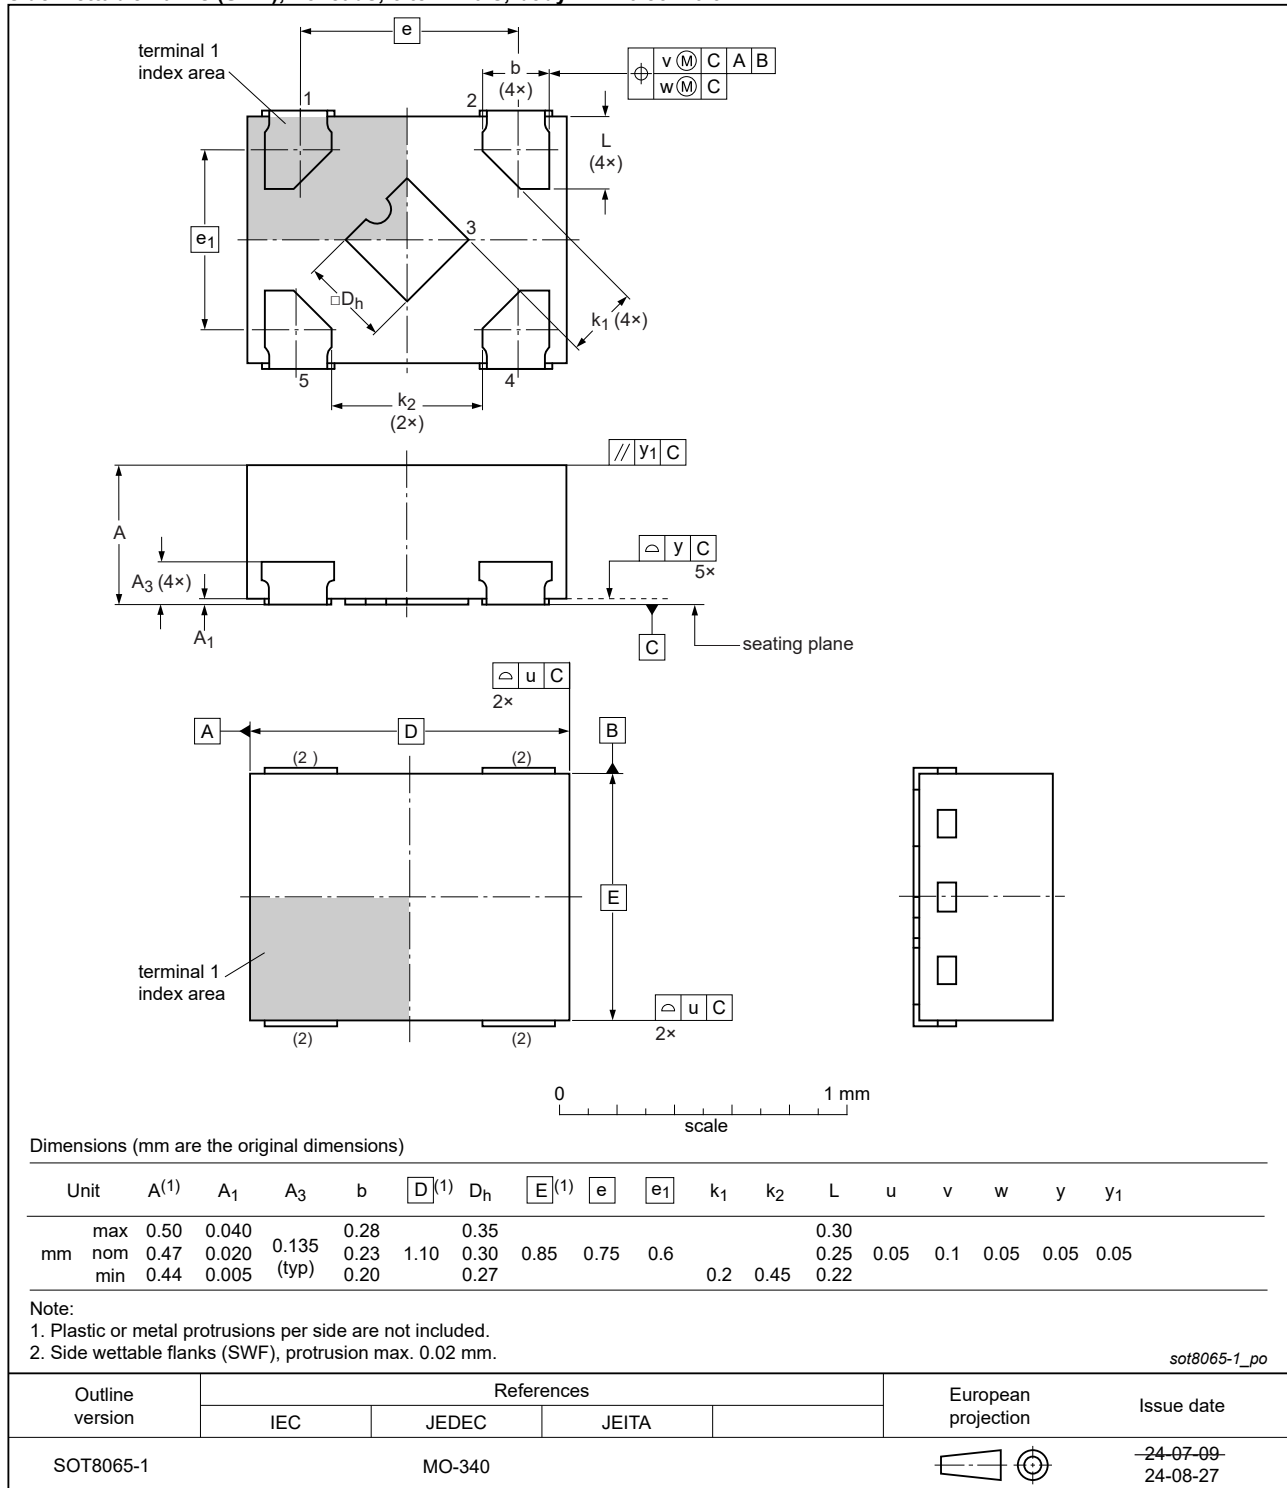 e
terminal 1
index area
b
(4×)
v Ⓜ C A B
w Ⓜ C
1
2
L
(4×)
e1
3
□Dh
k1 (4×)
5
4
k2
(2×)
// y1 C
A
⌓ y C
5×
A3 (4×)
A1
C
seating plane
⌓ u C
2×
A
D
B
(2 )
(2)
E
terminal 1
index area
⌓ u C
2×
(2)
(2)
0
1 mm
scale
Dimensions (mm are the original dimensions)
Unit A(1) A1 A3 b D(1) Dh E(1) e e1 k1 k2 L u v w y y1
max 0.50 0.040 0.28 0.35 0.30
mm nom 0.47 0.020 0.135 (typ) 0.23 1.10 0.30 0.85 0.75 0.6 0.25 0.05 0.1 0.05 0.05 0.05
min 0.44 0.005 0.20 0.27 0.2 0.45 0.22
Note:
1. Plastic or metal protrusions per side are not included.
2. Side wettable flanks (SWF), protrusion max. 0.02 mm.
sot8065-1_po
Outline version
References
European projection
Issue date
IEC JEDEC JEITA
SOT8065-1 MO-340
24-07-09
24-08-27